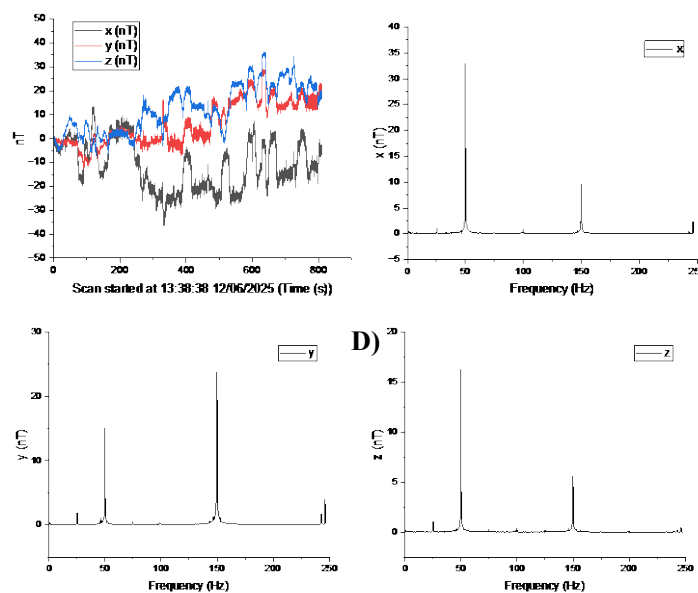 x (nT)
y (nT)
z (nT)
50
40
30
20
10
0
−10
−20
−30
−40
−50
nT
0 200 400 600 800
Scan started at 13:38:38 12/06/2025 (Time (s))
x
40
35
30
25
20
15
10
5
0
−5
x (nT)
0 50 100 150 200 250
Frequency (Hz)
y
30
20
10
0
y (nT)
0 50 100 150 200 250
Frequency (Hz)
D)
z
20
15
10
5
0
z (nT)
0 50 100 150 200 250
Frequency (Hz)